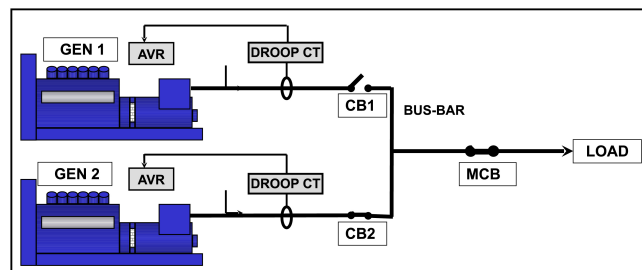 GEN 1
AVR
DROOP CT
CB1
BUS-BAR
GEN 2
AVR
DROOP CT
CB2
MCB
LOAD